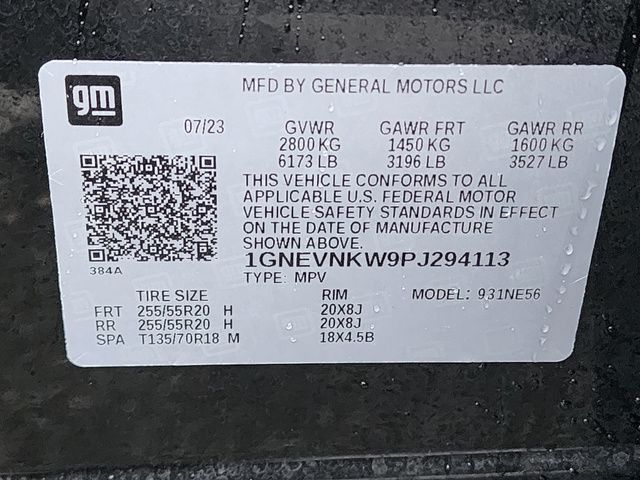 gm
MFD BY GENERAL MOTORS LLC
07/23 GVWR GAWR FRT GAWR RR
2800 KG 1450 KG 1600 KG
6173 LB 3196 LB 3527 LB
THIS VEHICLE CONFORMS TO ALL
APPLICABLE U.S. FEDERAL MOTOR
VEHICLE SAFETY STANDARDS IN EFFECT
ON THE DATE OF MANUFACTURE
SHOWN ABOVE.
384A
1GNEVNKW9PJ294113
TYPE: MPV
TIRE SIZE RIM MODEL: 931NE56
FRT 255/55R20 H 20X8J
RR 255/55R20 H 20X8J
SPA T135/70R18 M 18X4.5B